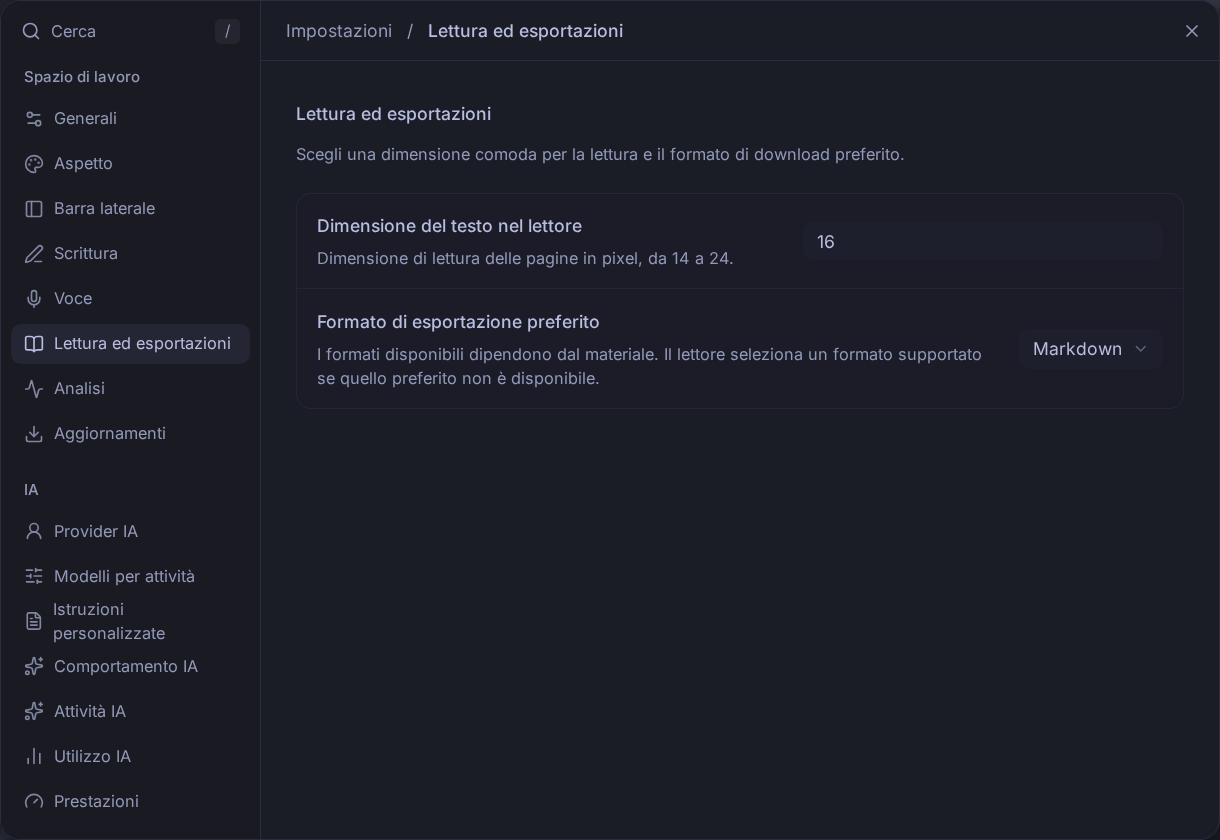 Cerca
/
Spazio di lavoro
Generali
Aspetto
Barra laterale
Scrittura
Voce
Lettura ed esportazioni
Analisi
Aggiornamenti
IA
Provider IA
Modelli per attività
Istruzioni
personalizzate
Comportamento IA
Attività IA
Utilizzo IA
Prestazioni
Impostazioni / Lettura ed esportazioni
Lettura ed esportazioni
Scegli una dimensione comoda per la lettura e il formato di download preferito.
Dimensione del testo nel lettore
Dimensione di lettura delle pagine in pixel, da 14 a 24.
16
Formato di esportazione preferito
I formati disponibili dipendono dal materiale. Il lettore seleziona un formato supportato
se quello preferito non è disponibile.
Markdown